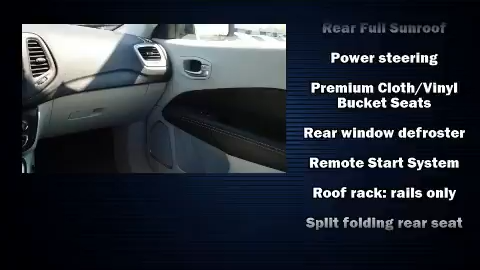 Rear Full Sunroof
Power steering
Premium Cloth/Vinyl
Bucket Seats
Rear window defroster
Remote Start System
Roof rack: rails only
Split folding rear seat